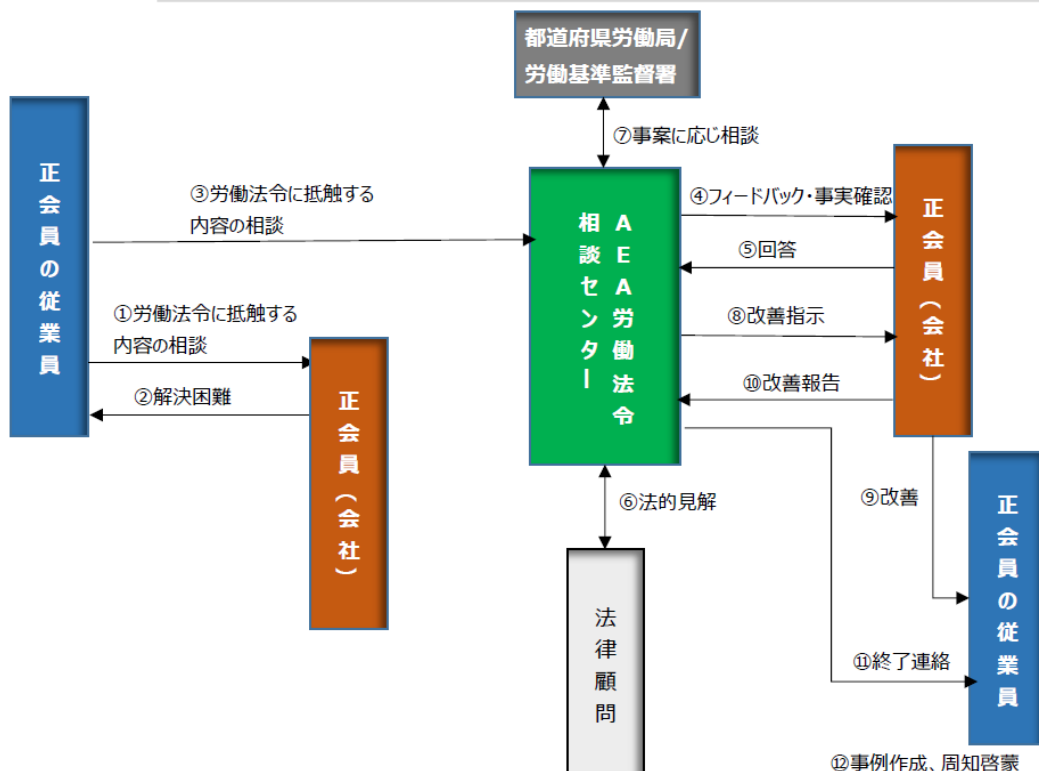 都道府県労働局/
労働基準監督署
⑦事案に応じ相談
正会員の従業員
③労働法令に抵触する
内容の相談
AEA労働法令
相談センター
④フィードバック・事実確認
正会員(会社)
⑤回答
①労働法令に抵触する
内容の相談
⑧改善指示
②解決困難
正会員(会社)
⑩改善報告
⑥法的見解
⑨改善
正会員の従業員
法律顧問
⑪終了連絡
⑫事例作成、周知啓蒙